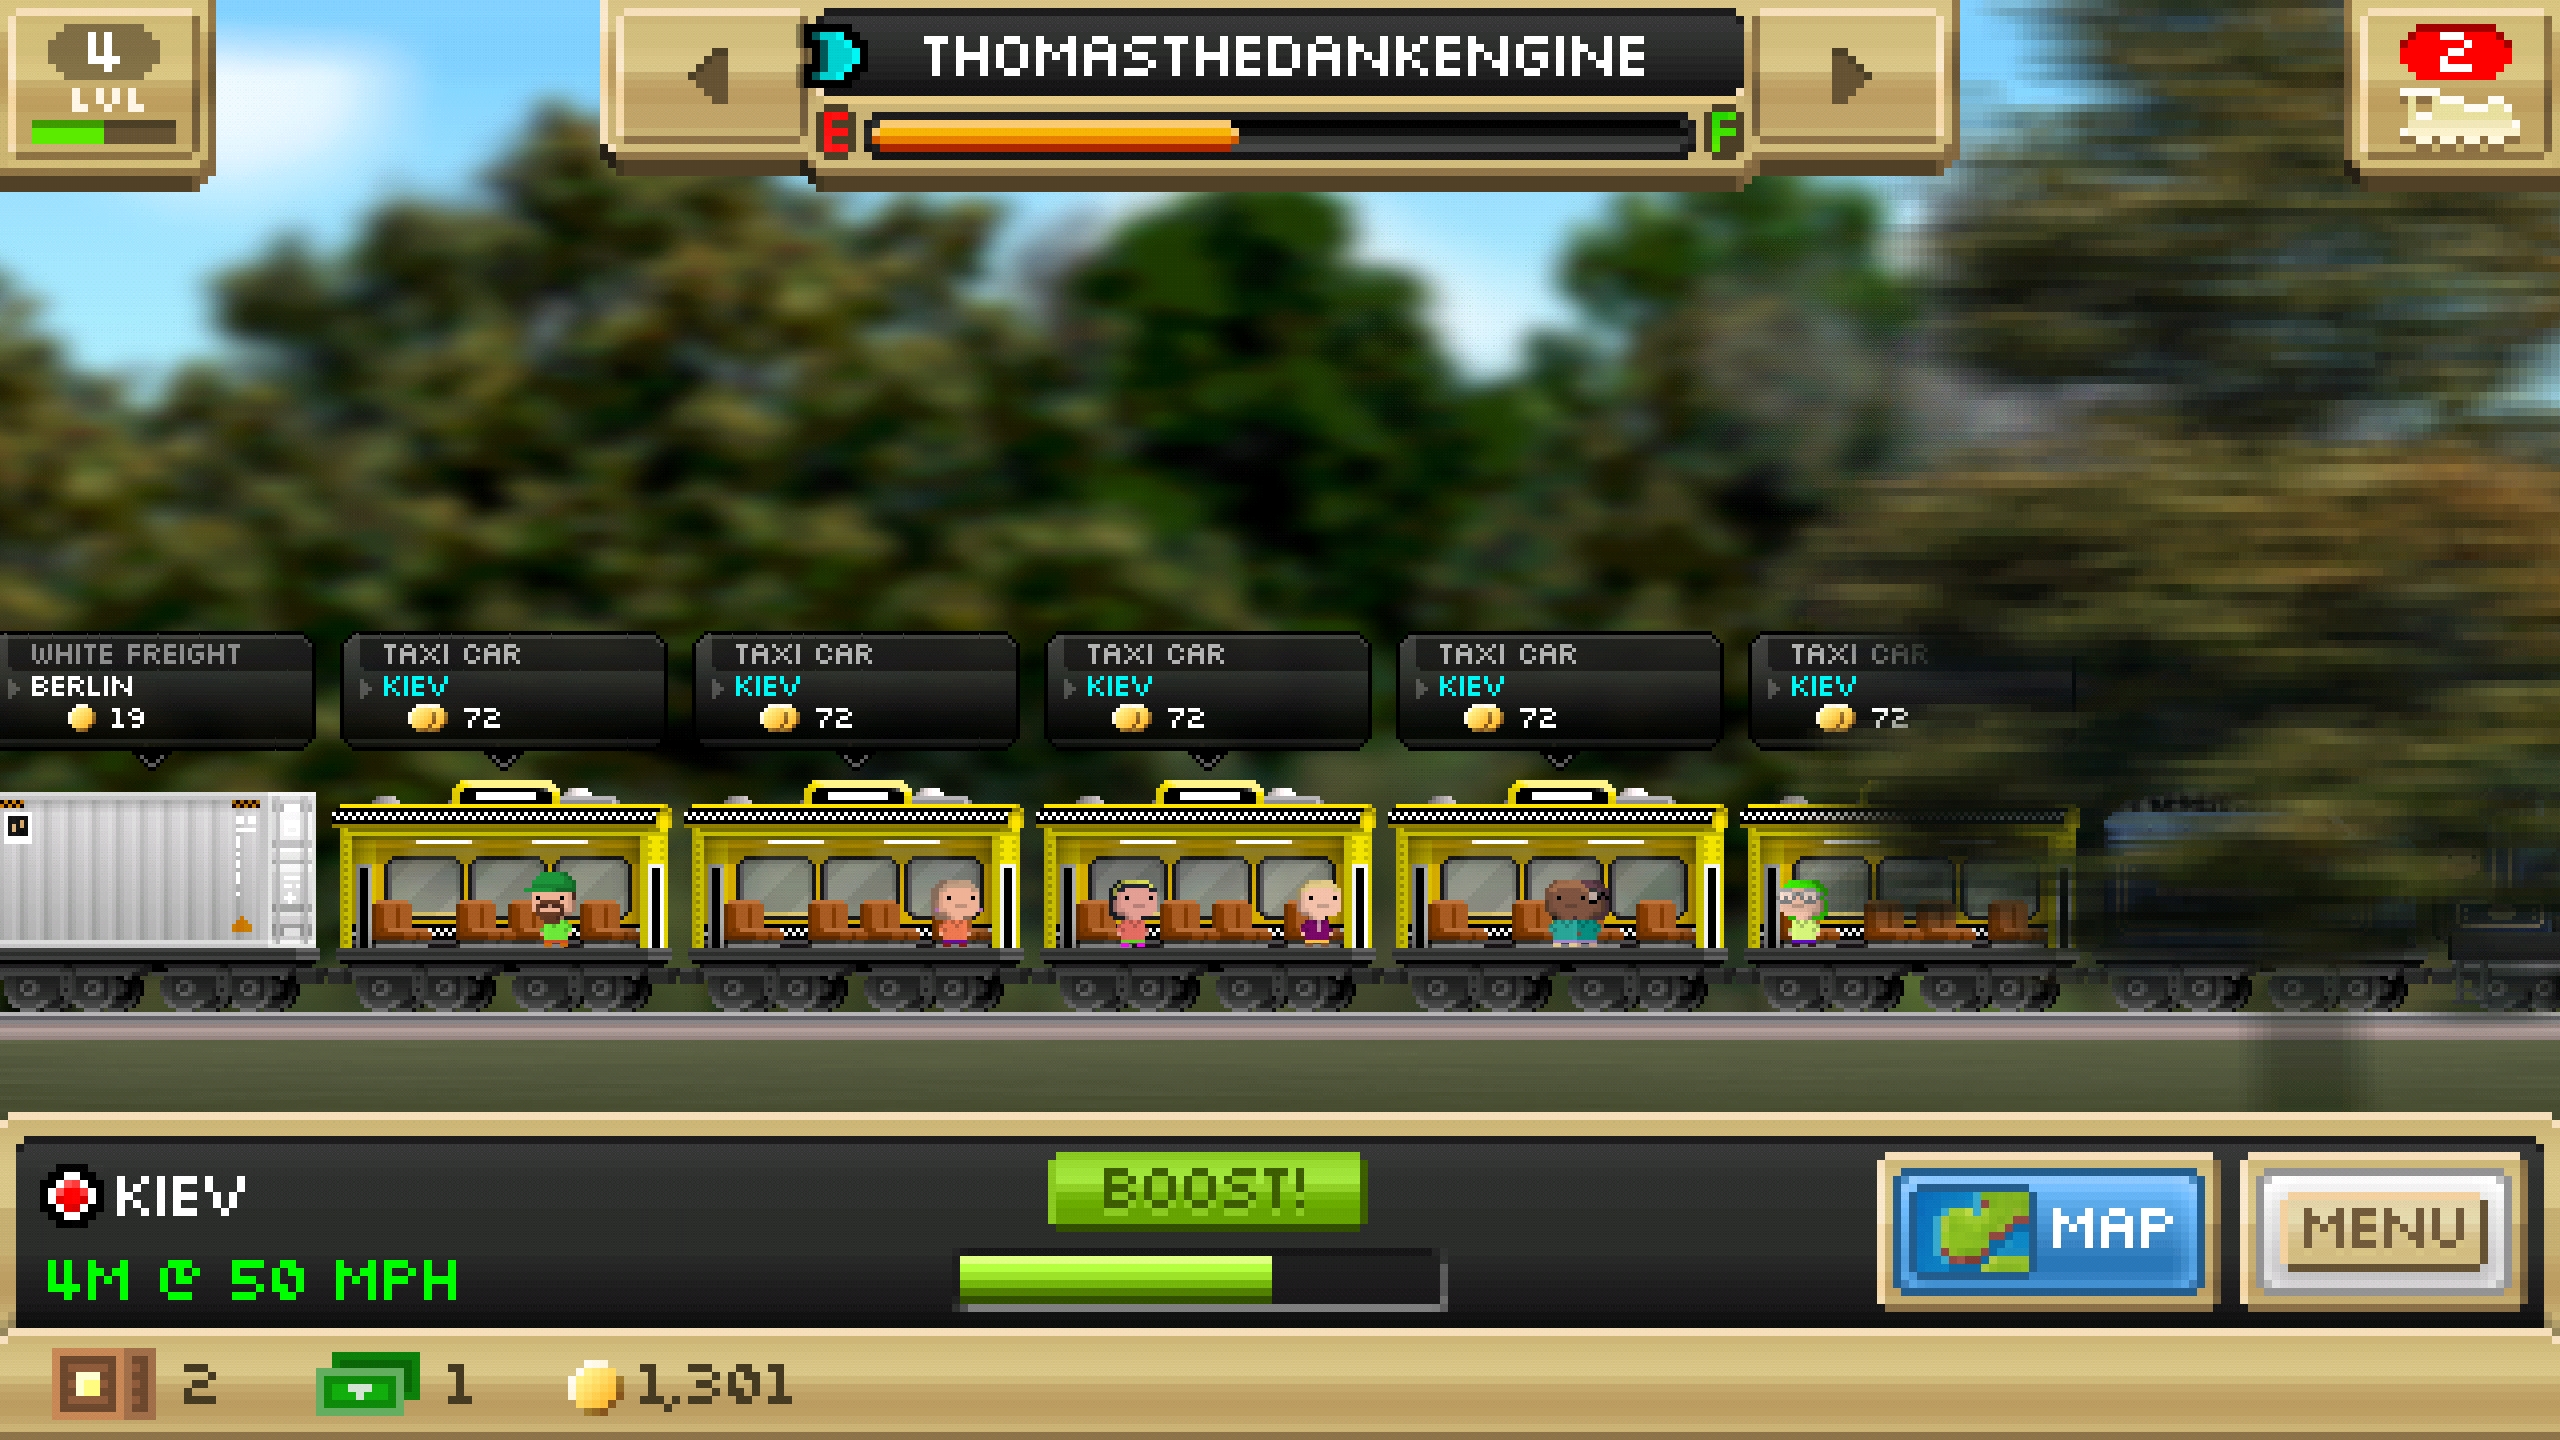 4
LVL
THOMASTHEDANKENGINE
E
F
2
WHITE FREIGHT
BERLIN
19
TAXI CAR
KIEV
72
TAXI CAR
KIEV
72
TAXI CAR
KIEV
72
TAXI CAR
KIEV
72
TAXI CAR
KIEV
72
KIEV
4M @ 50 MPH
BOOST!
MAP
MENU
2
1
1,301